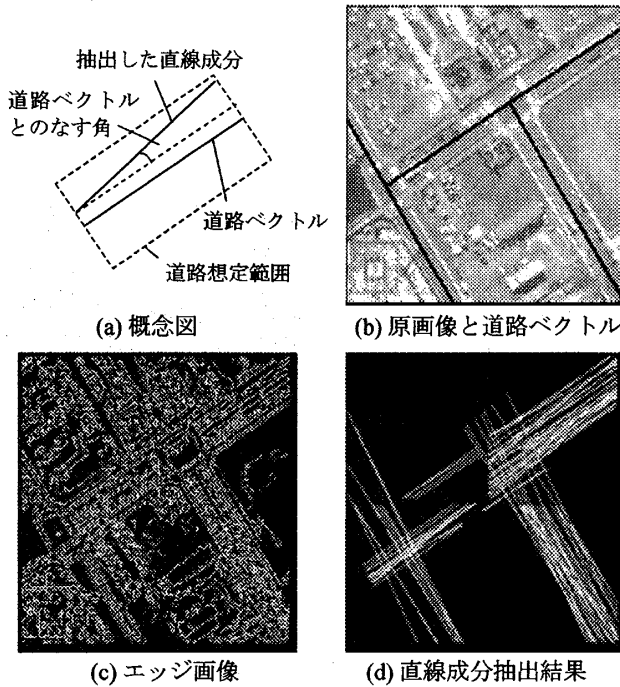 抽出した直線成分
道路ベクトル
とのなす角
道路ベクトル
道路想定範囲
(a) 概念図
(b) 原画像と道路ベクトル
(c) エッジ画像
(d) 直線成分抽出結果